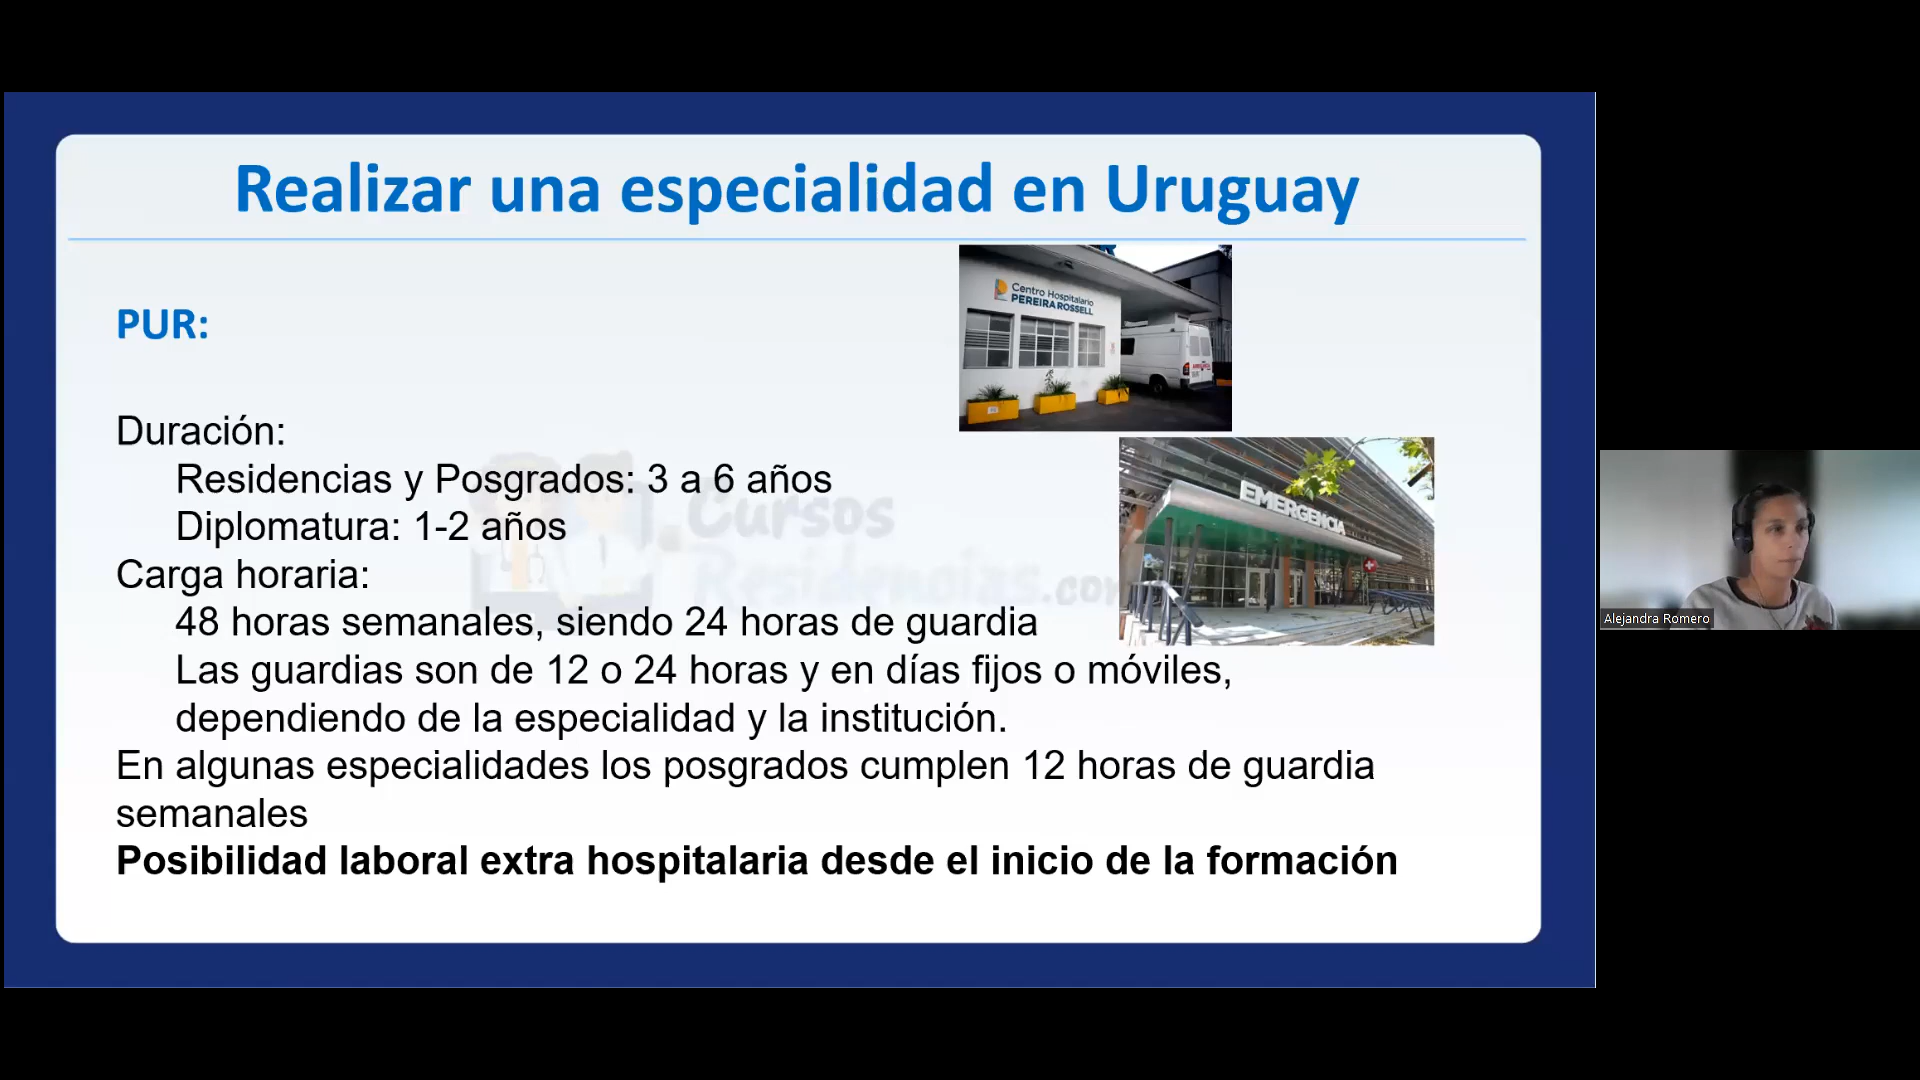 Realizar una especialidad en Uruguay
Centro Hospitalario
PEREIRA ROSSELL
PUR:
Duración:
Residencias y Posgrados: 3 a 6 años
EMERGENCIA
Diplomatura: 1-2 años
Cursos
Carga horaria:
Residencias.com
48 horas semanales, siendo 24 horas de guardia
Las guardias son de 12 o 24 horas y en días fijos o móviles,
dependiendo de la especialidad y la institución.
En algunas especialidades los posgrados cumplen 12 horas de guardia
semanales
Posibilidad laboral extra hospitalaria desde el inicio de la formación
Alejandra Romero